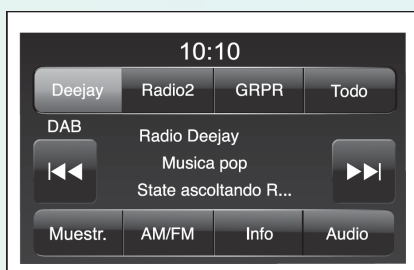 10:10
Deejay Radio2 GRPR Todo
DAB
Radio Deejay
Musica pop
State ascoltando R...
Muestr. AM/FM Info Audio